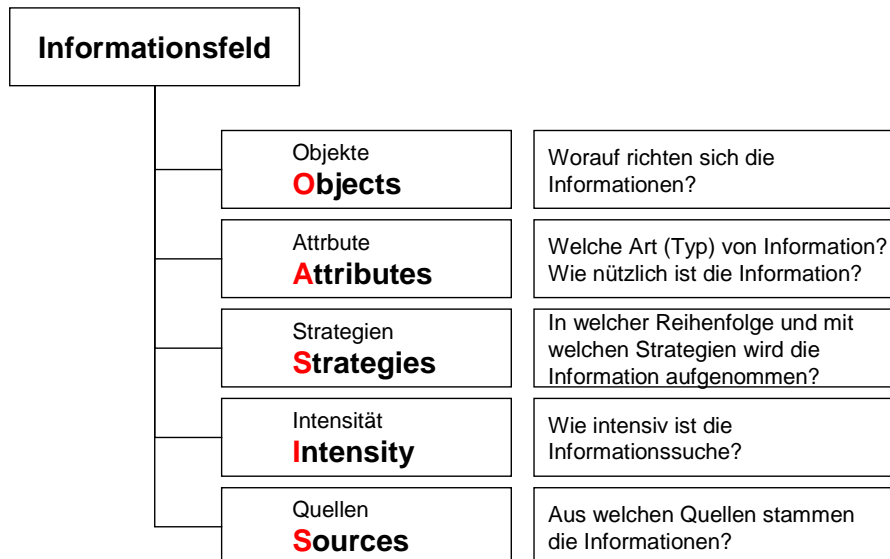 Informationsfeld
Objekte
Objects
Worauf richten sich die
Informationen?
Attrbute
Attributes
Welche Art (Typ) von Information?
Wie nützlich ist die Information?
Strategien
Strategies
In welcher Reihenfolge und mit
welchen Strategien wird die
Information aufgenommen?
Intensität
Intensity
Wie intensiv ist die
Informationssuche?
Quellen
Sources
Aus welchen Quellen stammen
die Informationen?